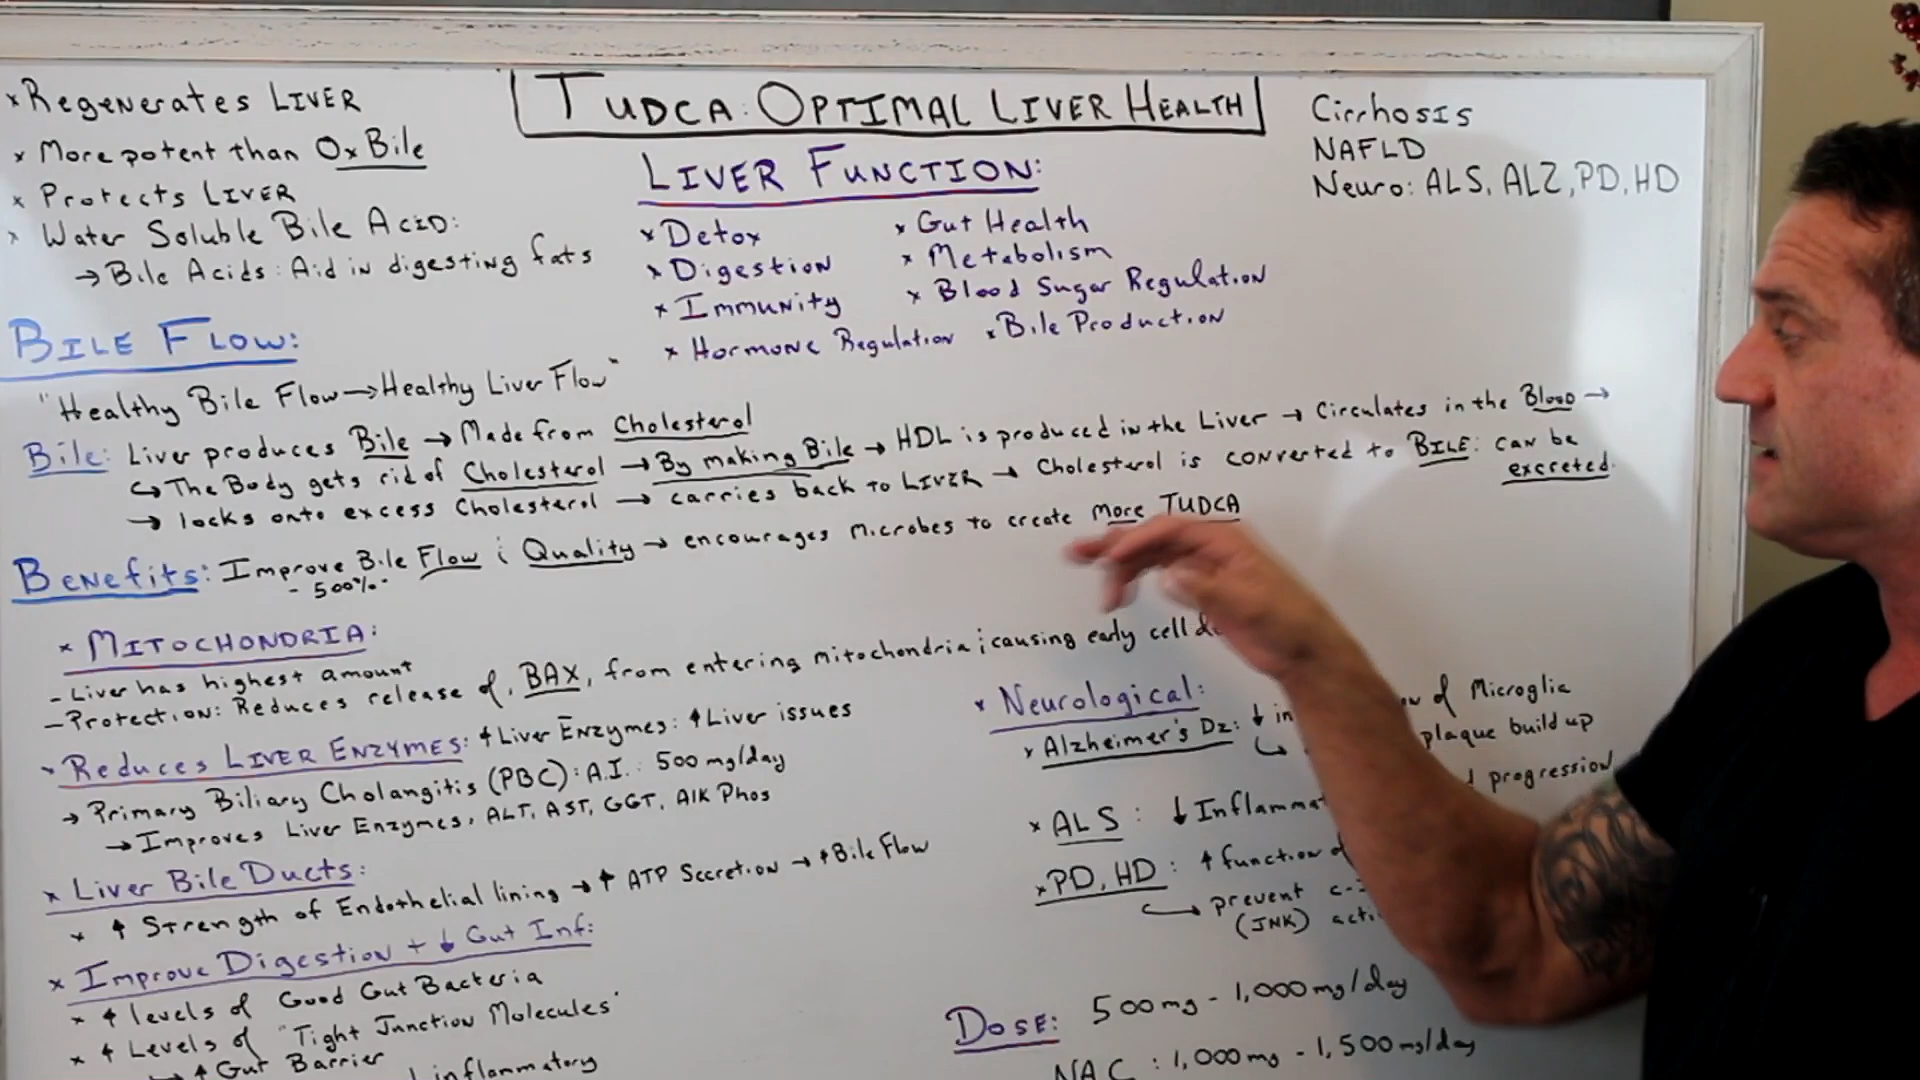 TUDCA: OPTIMAL LIVER HEALTH
x Regenerates LIVER
x More potent than Ox Bile
x Protects LIVER
x Water Soluble Bile Acid:
→ Bile Acids: Aid in digesting fats
LIVER FUNCTION:
x Detox
x Digestion
x Immunity
x Hormone Regulation
x Gut Health
x Metabolism
x Blood Sugar Regulation
x Bile Production
Cirrhosis
NAFLD
Neuro: ALS, ALZ, PD, HD
BILE FLOW:
"Healthy Bile Flow → Healthy Liver Flow"
Bile: Liver produces Bile → Made from Cholesterol
↪ The Body gets rid of Cholesterol → By making Bile → HDL is produced in the Liver → Circulates in the Blood →
→ locks onto excess Cholesterol → carries back to LIVER → Cholesterol is converted to BILE: can be excreted.
Benefits: Improve Bile Flow & Quality → encourages microbes to create more TUDCA
- 500%.
x MITOCHONDRIA:
- Liver has highest amount
- Protection: Reduces release of, BAX, from entering mitochondria & causing early cell
x Reduces LIVER ENZYMES: ↑ Liver Enzymes: ↑ Liver issues
→ Primary Biliary Cholangitis (PBC): A.I.: 500 mg/day
→ Improves Liver Enzymes, ALT, AST, GGT, Alk Phos
x Liver Bile Ducts:
x ↑ Strength of Endothelial lining → ↑ ATP Secretion → ↑ Bile Flow
x Improve Digestion + ↓ Gut Inf:
x ↑ levels of Good Gut Bacteria
x ↑ Levels of "Tight Junction Molecules"
↪ ↑ Gut Barrier
↓ inflammatory
x Neurological:
x Alzheimer's Dz: ↓ in of Microglia
↪ plaque build up
progression
x ALS: ↓ Inflammat
x PD, HD: ↑ function of
↪ prevent c-J
(JNK) acti
Dose: 500mg - 1,000mg/day
NAC: 1,000mg - 1,500mg/day